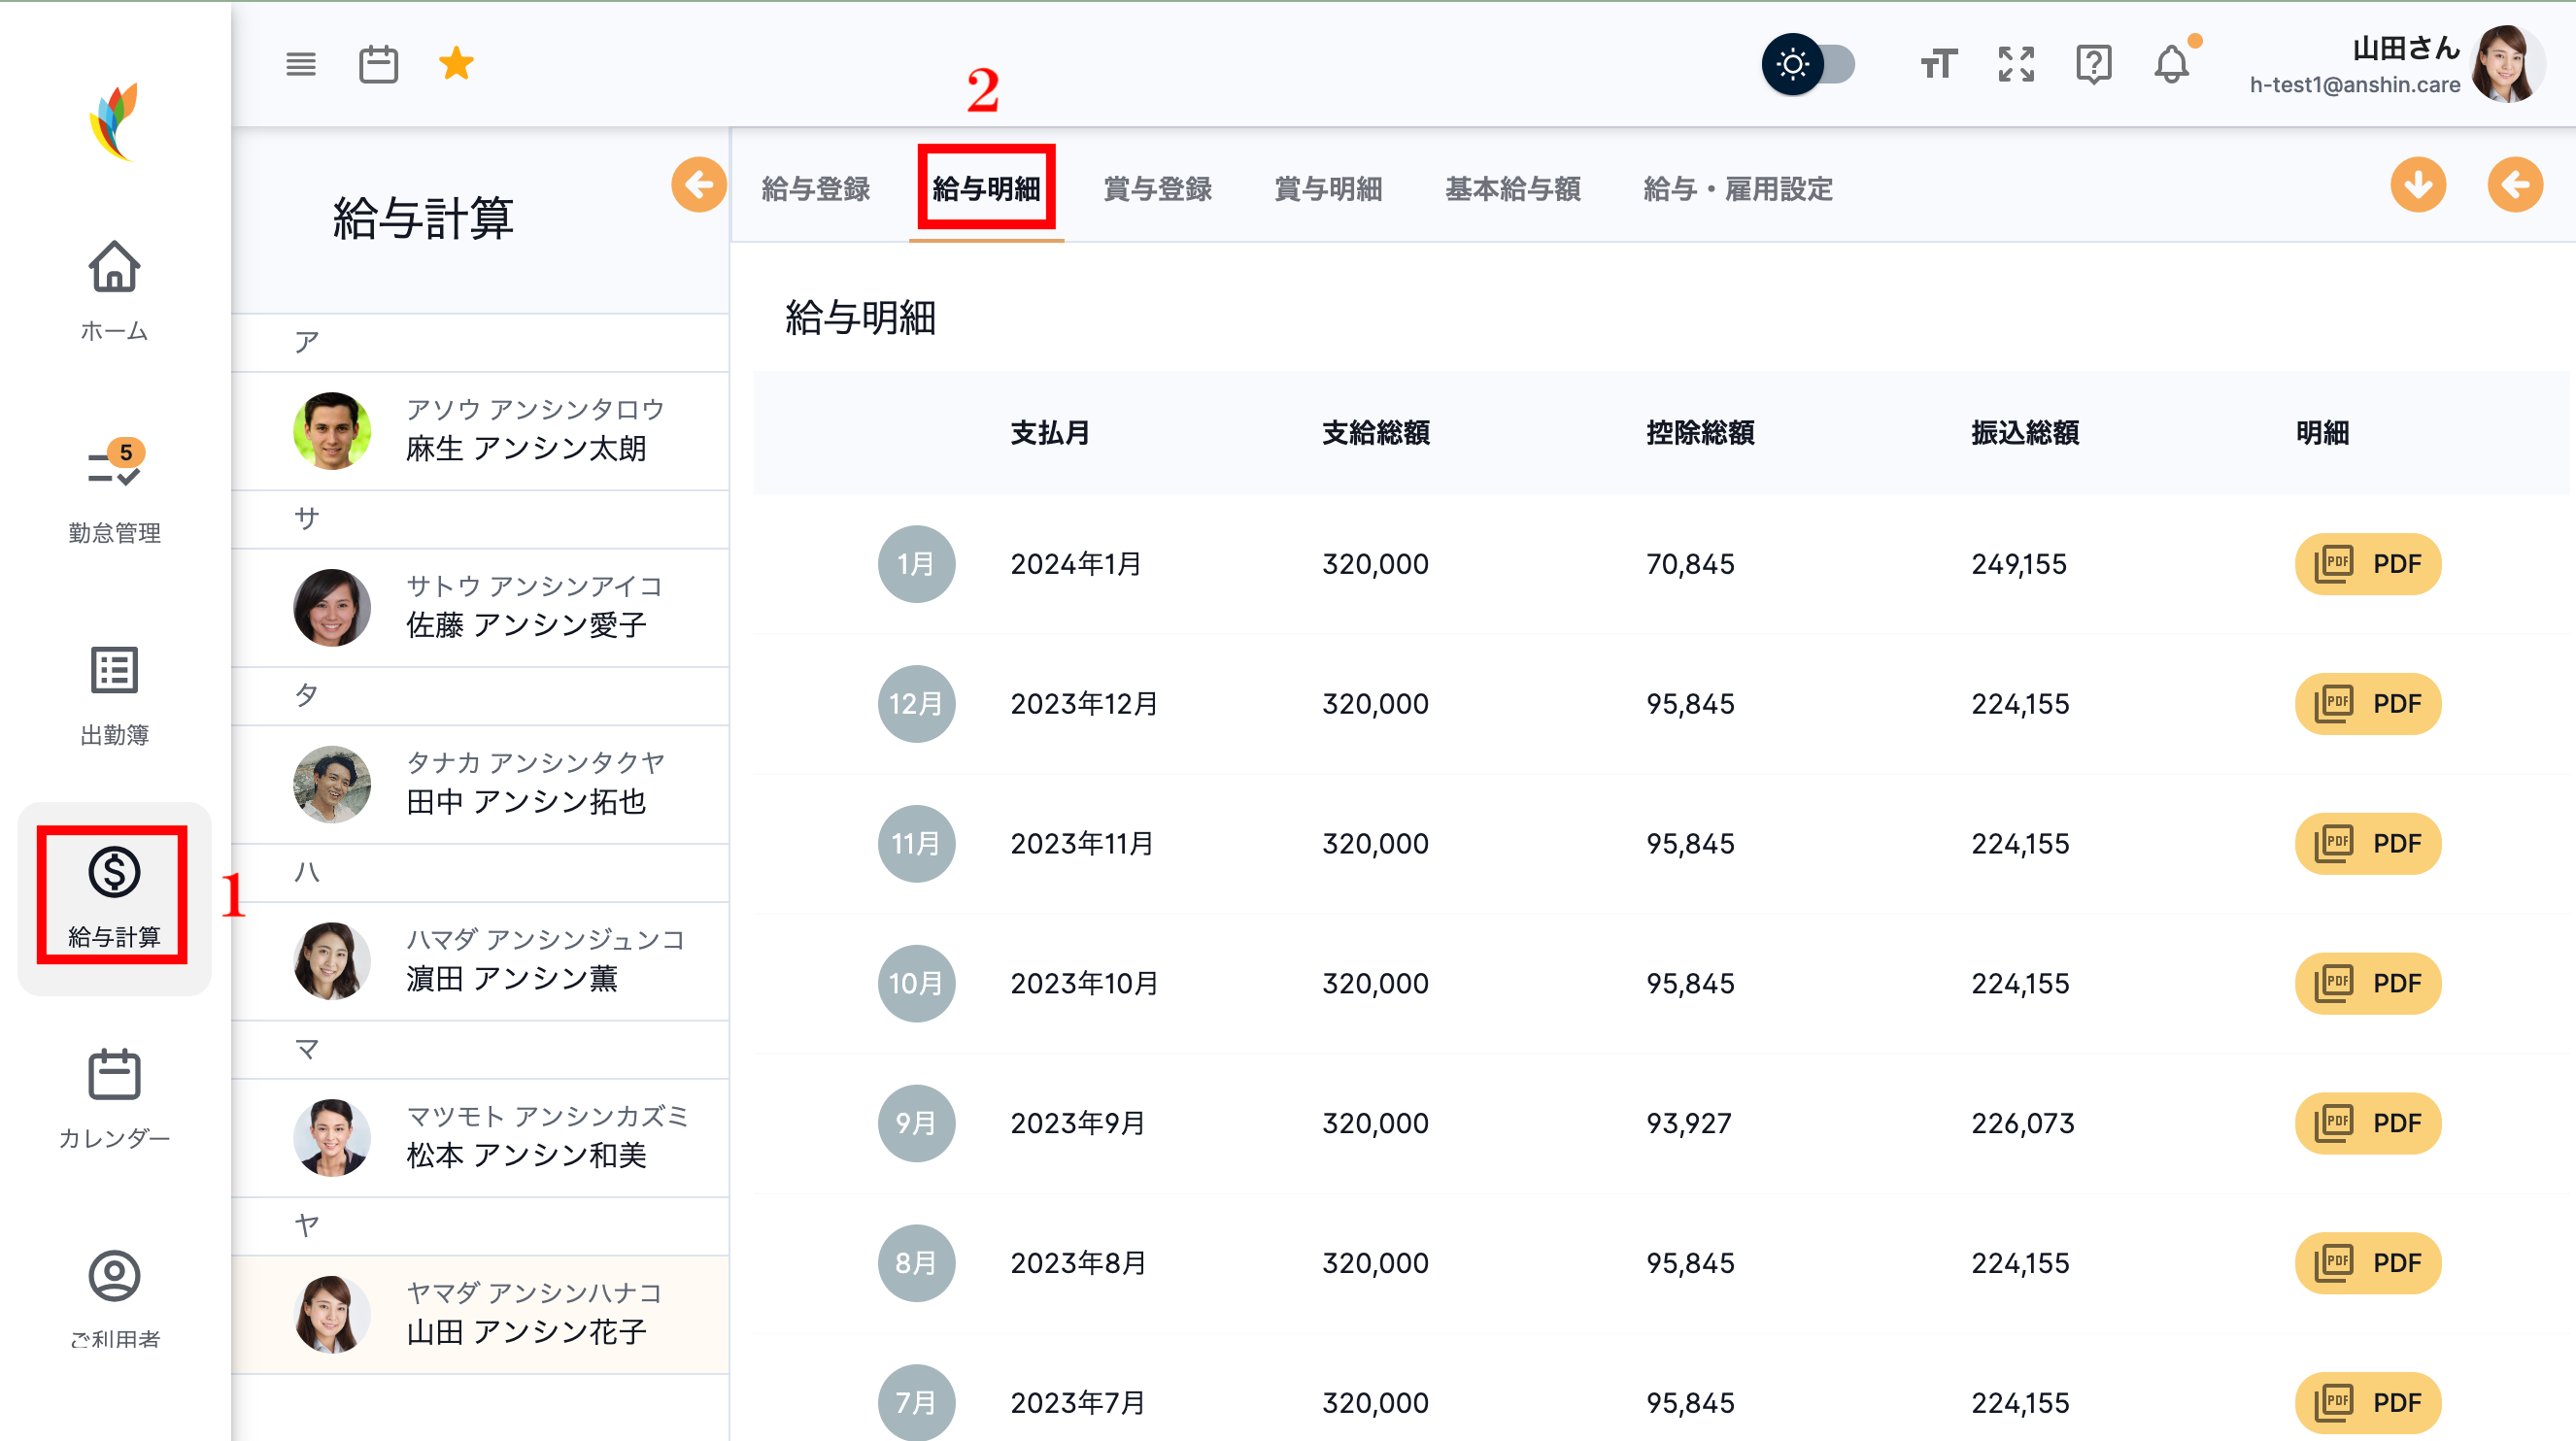 2
山田さん
h-test1@anshin.care
ホーム
5
勤怠管理
出勤簿
給与計算
1
カレンダー
ご利用者
給与計算
ア
アソウ アンシンタロウ
麻生 アンシン太朗
サ
サトウ アンシンアイコ
佐藤 アンシン愛子
タ
タナカ アンシンタクヤ
田中 アンシン拓也
ハ
ハマダ アンシンジュンコ
濵田 アンシン薫
マ
マツモト アンシンカズミ
松本 アンシン和美
ヤ
ヤマダ アンシンハナコ
山田 アンシン花子
給与登録 給与明細 賞与登録 賞与明細 基本給与額 給与・雇用設定
給与明細
支払月 支給総額 控除総額 振込総額 明細
1月 2024年1月 320,000 70,845 249,155 PDF PDF
12月 2023年12月 320,000 95,845 224,155 PDF PDF
11月 2023年11月 320,000 95,845 224,155 PDF PDF
10月 2023年10月 320,000 95,845 224,155 PDF PDF
9月 2023年9月 320,000 93,927 226,073 PDF PDF
8月 2023年8月 320,000 95,845 224,155 PDF PDF
7月 2023年7月 320,000 95,845 224,155 PDF PDF